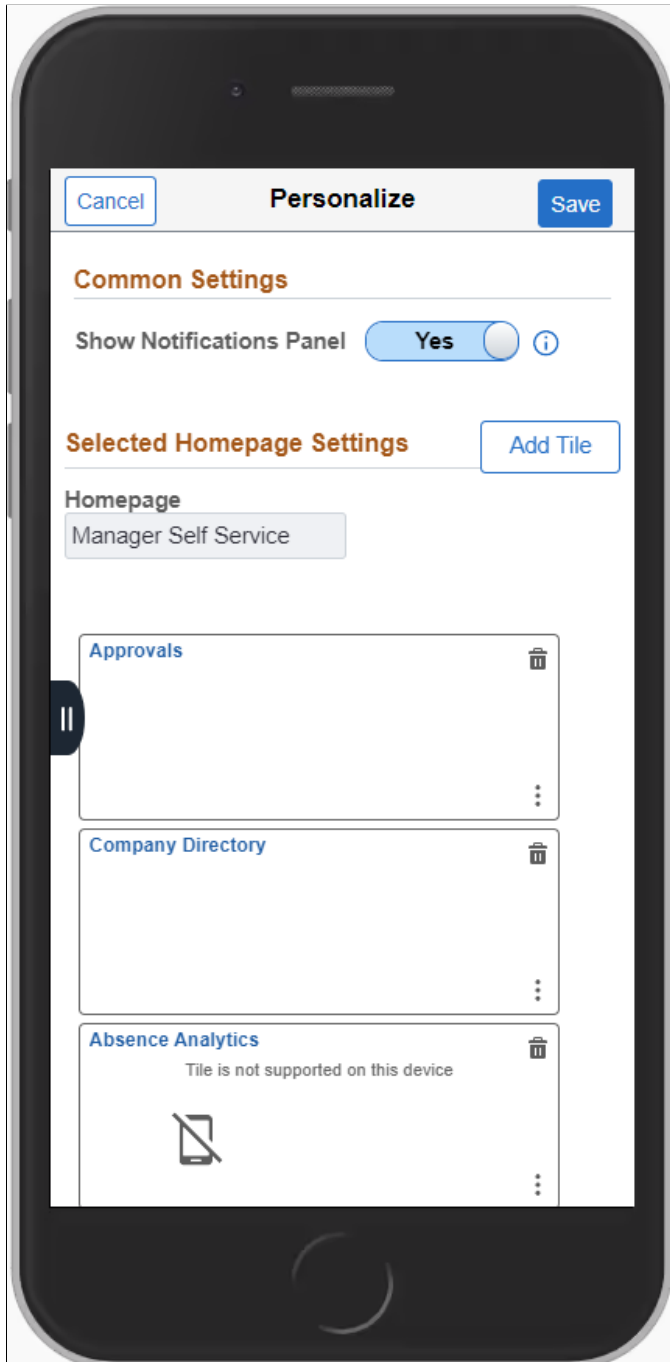 Cancel
Personalize
Save
Common Settings
Show Notifications Panel
Yes
Selected Homepage Settings
Add Tile
Homepage
Manager Self Service
Approvals
Company Directory
Absence Analytics
Tile is not supported on this device